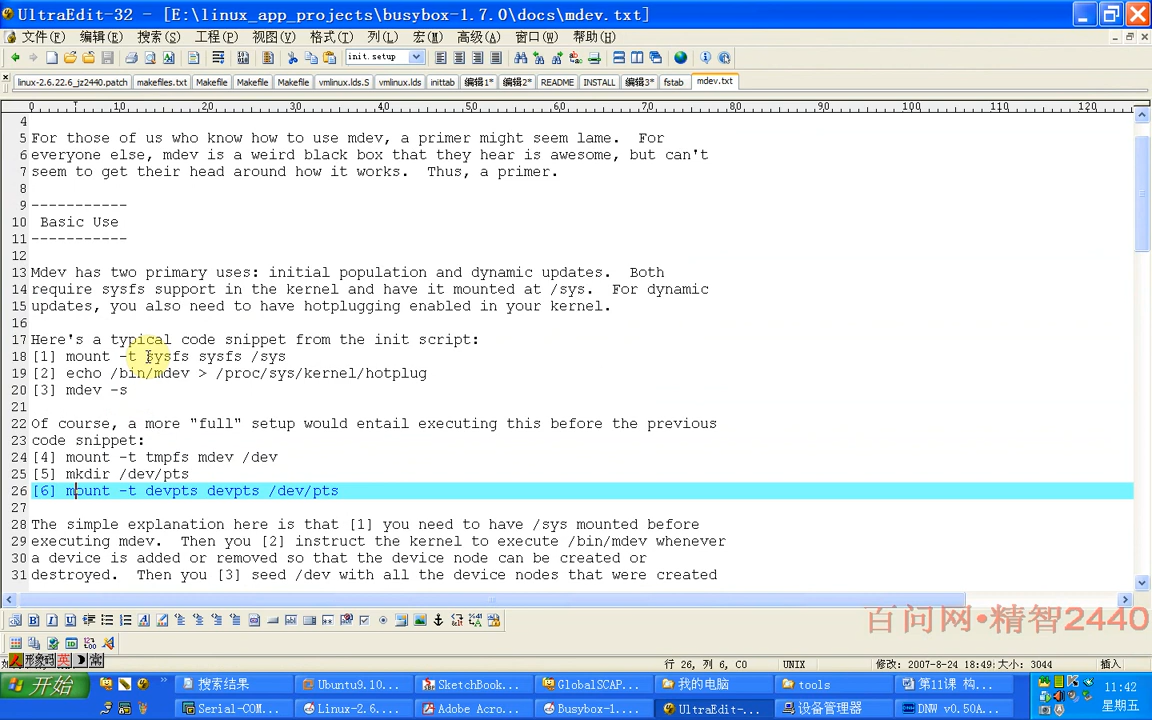 UltraEdit-32 - [E:\linux_app_projects\busybox-1.7.0\docs\mdev.txt]
文件(F) 编辑(E) 搜索(S) 工程(P) 视图(V) 格式(T) 列(L) 宏(M) 高级(A) 窗口(W) 帮助(H)
init.setup
linux-2.6.22.6_jz2440.patch makefiles.txt Makefile Makefile Makefile vmlinux.lds.S vmlinux.lds inittab 编辑1* 编辑2* README INSTALL 编辑3* fstab mdev.txt
0 10 20 30 40 50 60 70 80 90 100 110 120
4
5 For those of us who know how to use mdev, a primer might seem lame.  For
6 everyone else, mdev is a weird black box that they hear is awesome, but can't
7 seem to get their head around how it works.  Thus, a primer.
8
9 -----------
10  Basic Use
11 -----------
12
13 Mdev has two primary uses: initial population and dynamic updates.  Both
14 require sysfs support in the kernel and have it mounted at /sys.  For dynamic
15 updates, you also need to have hotplugging enabled in your kernel.
16
17 Here's a typical code snippet from the init script:
18 [1] mount -t sysfs sysfs /sys
19 [2] echo /bin/mdev > /proc/sys/kernel/hotplug
20 [3] mdev -s
21
22 Of course, a more "full" setup would entail executing this before the previous
23 code snippet:
24 [4] mount -t tmpfs mdev /dev
25 [5] mkdir /dev/pts
26 [6] mount -t devpts devpts /dev/pts
27
28 The simple explanation here is that [1] you need to have /sys mounted before
29 executing mdev.  Then you [2] instruct the kernel to execute /bin/mdev whenever
30 a device is added or removed so that the device node can be created or
31 destroyed.  Then you [3] seed /dev with all the device nodes that were created
百问网•精智2440
行 26, 列 6, C0 UNIX 修改: 2007-8-24 18:49: 大小: 3044 插入
开始 搜索结果 Ubuntu9.10... SketchBook... GlobalSCAP... 我的电脑 tools 第11课 构... 11:42
Serial-COM... Linux-2.6.... Adobe Acro... Busybox-1.... UltraEdit-... 设备管理器 DNW v0.50A... 星期五